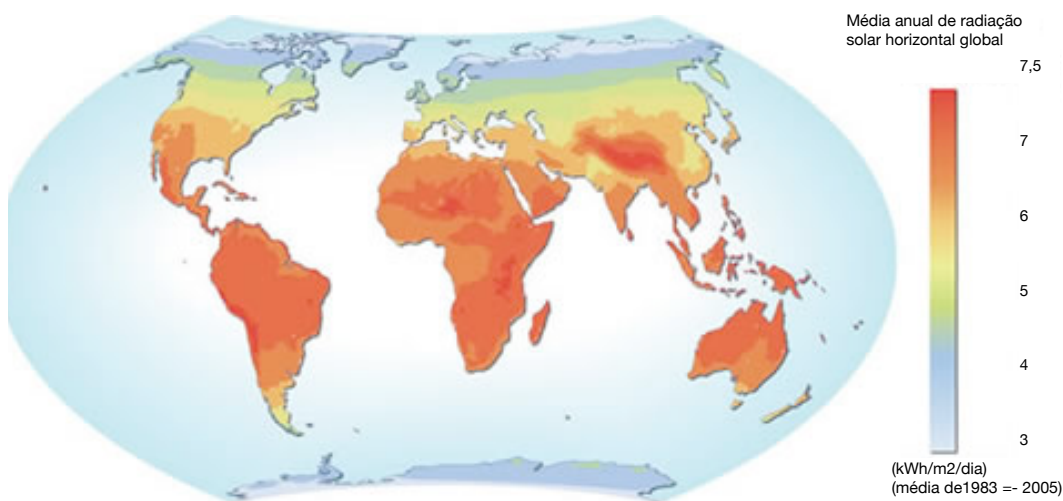 Média anual de radiação
solar horizontal global
7,5
7
6
5
4
3
(kWh/m2/dia)
(média de1983 =- 2005)